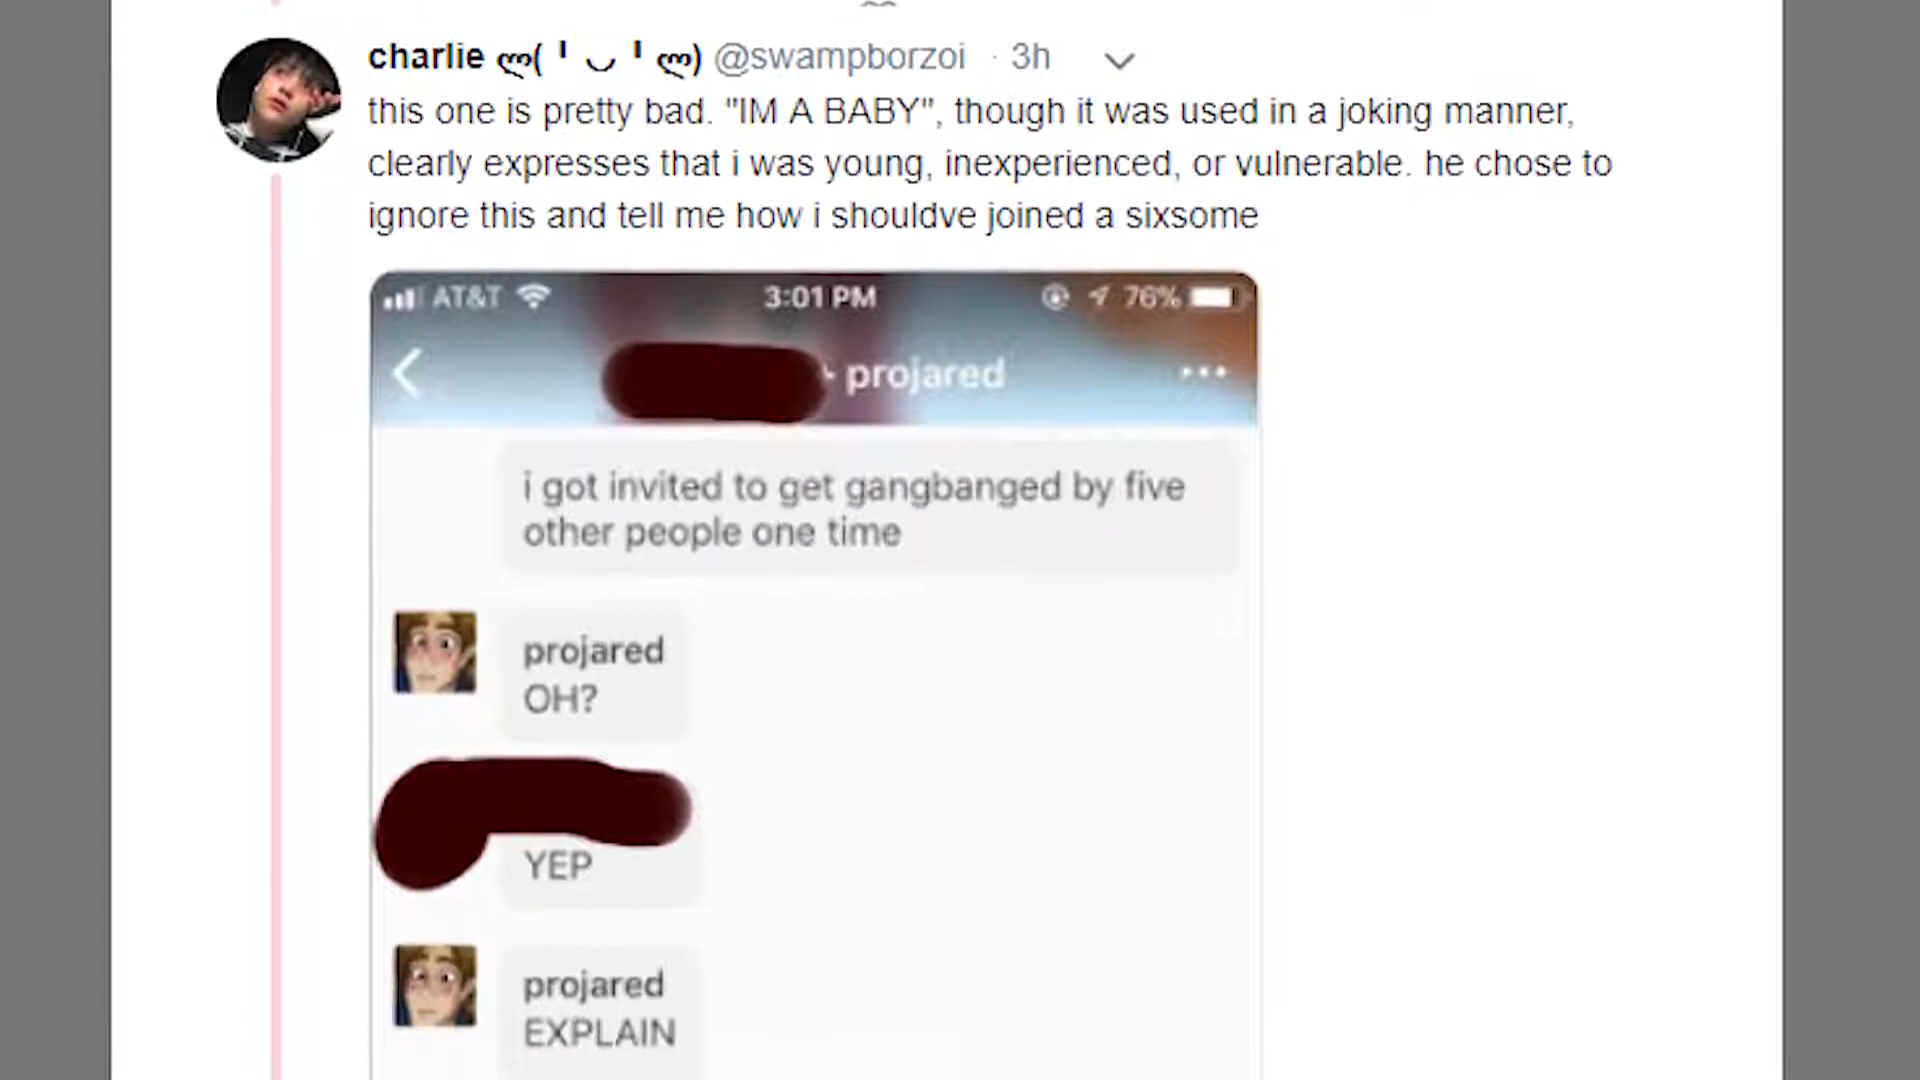 charlie ლ( ╹ ◡ ╹ ლ) @swampborzoi · 3h
this one is pretty bad. "IM A BABY", though it was used in a joking manner,
clearly expresses that i was young, inexperienced, or vulnerable. he chose to
ignore this and tell me how i shouldve joined a sixsome
AT&T 3:01 PM 76%
projared
i got invited to get gangbanged by five
other people one time
projared
OH?
YEP
projared
EXPLAIN